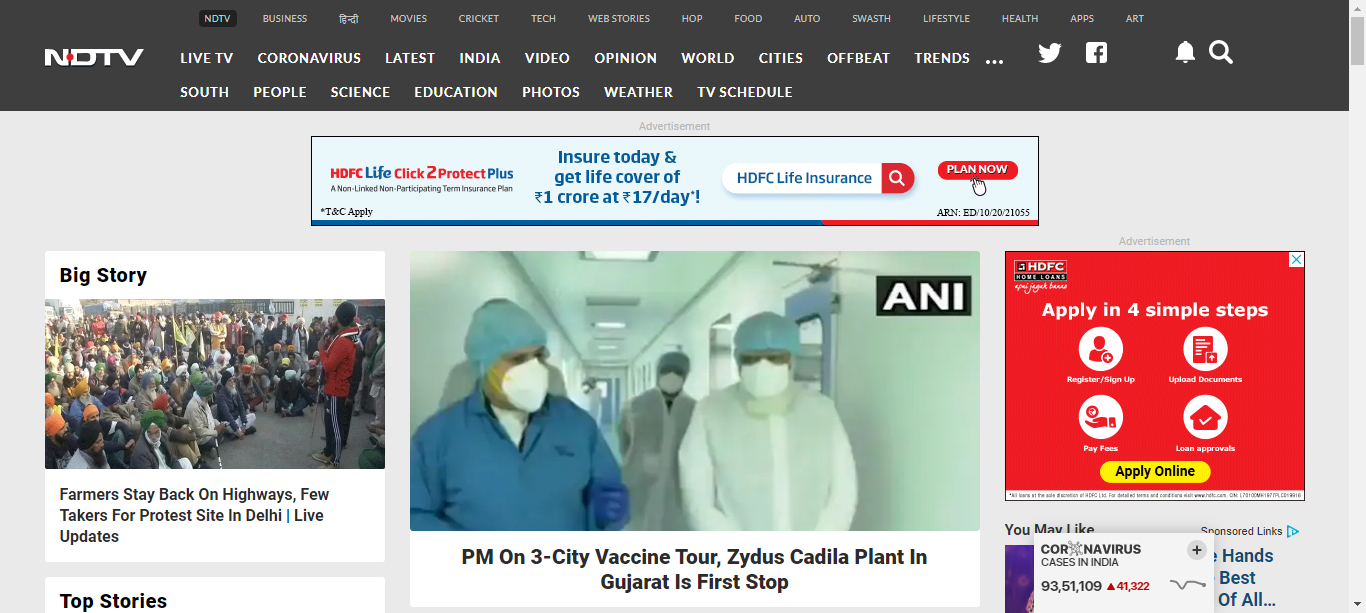 NDTV BUSINESS हिन्दी MOVIES CRICKET TECH WEB STORIES HOP FOOD AUTO SWASTH LIFESTYLE HEALTH APPS ART
NDTV
LIVE TV CORONAVIRUS LATEST INDIA VIDEO OPINION WORLD CITIES OFFBEAT TRENDS ...
SOUTH PEOPLE SCIENCE EDUCATION PHOTOS WEATHER TV SCHEDULE
Advertisement
HDFC Life Click 2 Protect Plus
A Non-Linked Non-Participating Term Insurance Plan
*T&C Apply
Insure today &
get life cover of
₹1 crore at ₹17/day*!
HDFC Life Insurance
PLAN NOW
ARN: ED/10/20/21055
Big Story
Farmers Stay Back On Highways, Few
Takers For Protest Site In Delhi | Live
Updates
Top Stories
ANI
PM On 3-City Vaccine Tour, Zydus Cadila Plant In
Gujarat Is First Stop
Advertisement
HDFC
HOME LOANS
apni jagah banao
Apply in 4 simple steps
Register/Sign Up
Upload Documents
Pay Fees
Loan approvals
Apply Online
You May Like
Sponsored Links
CORONAVIRUS
CASES IN INDIA
93,51,109 ▲41,322
Hands
Best
Of All...